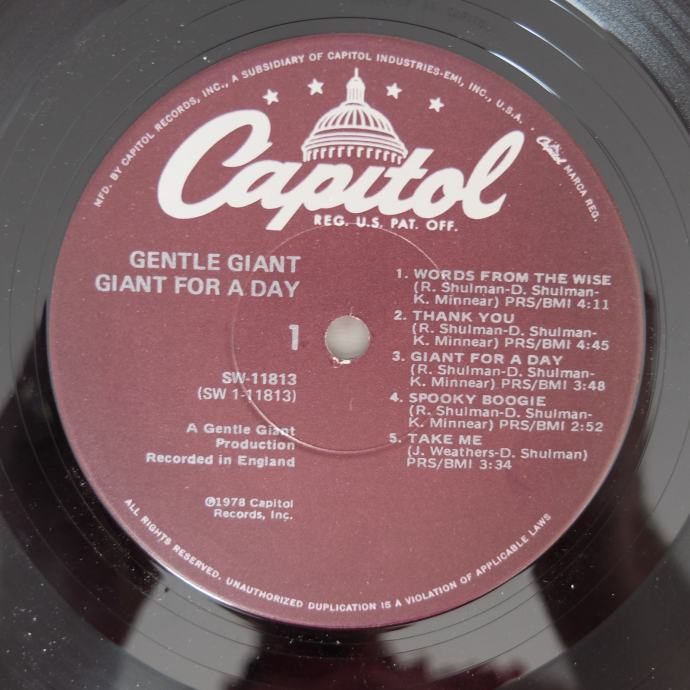 MFD. BY CAPITOL RECORDS, INC., A SUBSIDIARY OF CAPITOL INDUSTRIES-EMI, INC., U.S.A.
Capitol MARCA REG.
Capitol
REG. U.S. PAT. OFF.
GENTLE GIANT
GIANT FOR A DAY
1
SW-11813
(SW 1-11813)
A Gentle Giant
Production
Recorded in England
℗1978 Capitol
Records, Inc.
1. WORDS FROM THE WISE
(R. Shulman-D. Shulman-
K. Minnear) PRS/BMI 4:11
2. THANK YOU
(R. Shulman-D. Shulman-
K. Minnear) PRS/BMI 4:45
3. GIANT FOR A DAY
(R. Shulman-D. Shulman-
K. Minnear) PRS/BMI 3:48
4. SPOOKY BOOGIE
(R. Shulman-D. Shulman-
K. Minnear) PRS/BMI 2:52
5. TAKE ME
(J. Weathers-D. Shulman)
PRS/BMI 3:34
ALL RIGHTS RESERVED. UNAUTHORIZED DUPLICATION IS A VIOLATION OF APPLICABLE LAWS